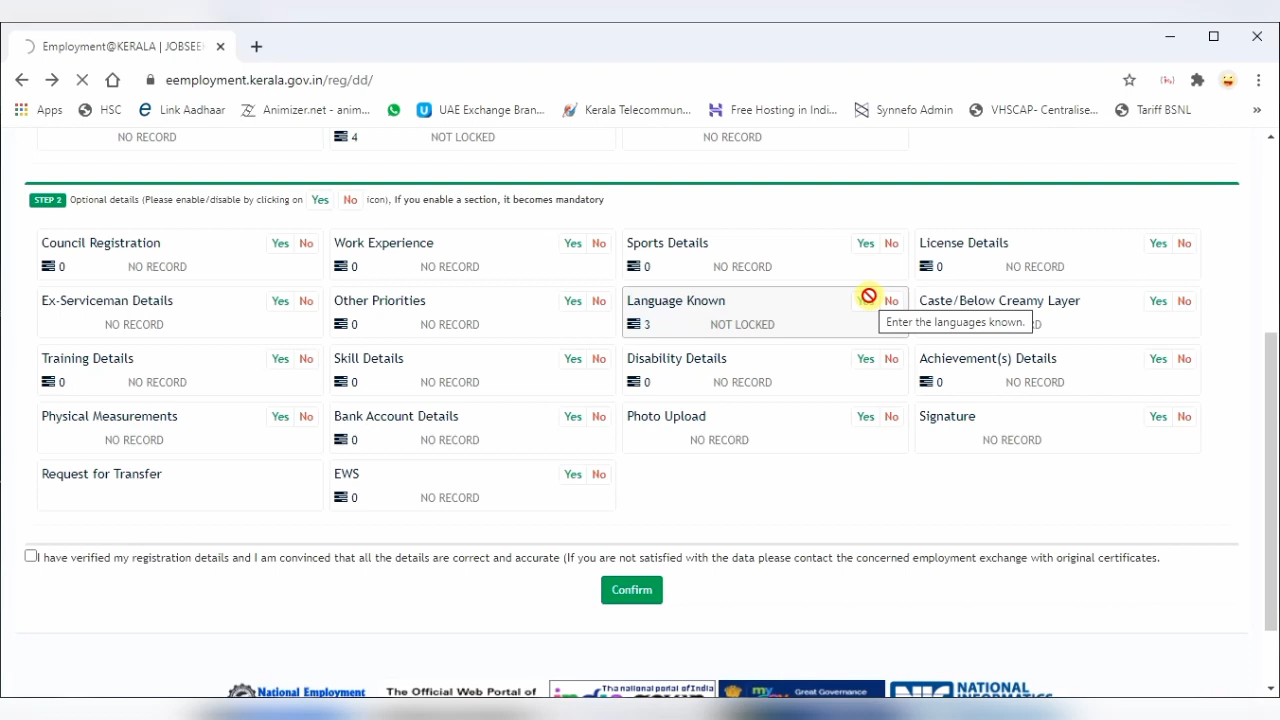 Employment@KERALA | JOBSEE
eemployment.kerala.gov.in/reg/dd/
Apps HSC Link Aadhaar Animizer.net - anim... UAE Exchange Bran... Kerala Telecommun... Free Hosting in Indi... Synnefo Admin VHSCAP- Centralise... Tariff BSNL »
NO RECORD 4 NOT LOCKED NO RECORD
STEP 2 Optional details (Please enable/disable by clicking on Yes No icon), If you enable a section, it becomes mandatory
Council Registration Yes No Work Experience Yes No Sports Details Yes No License Details Yes No
0 NO RECORD 0 NO RECORD 0 NO RECORD 0 NO RECORD
Ex-Serviceman Details Yes No Other Priorities Yes No Language Known No Caste/Below Creamy Layer Yes No
NO RECORD 0 NO RECORD 3 NOT LOCKED Enter the languages known.
Training Details Yes No Skill Details Yes No Disability Details Yes No Achievement(s) Details Yes No
0 NO RECORD 0 NO RECORD 0 NO RECORD 0 NO RECORD
Physical Measurements Yes No Bank Account Details Yes No Photo Upload Yes No Signature Yes No
NO RECORD 0 NO RECORD NO RECORD NO RECORD
Request for Transfer EWS Yes No
0 NO RECORD
I have verified my registration details and I am convinced that all the details are correct and accurate (If you are not satisfied with the data please contact the concerned employment exchange with original certificates.
Confirm
National Employment The Official Web Portal of The national portal of India Great Governance NIC NATIONAL